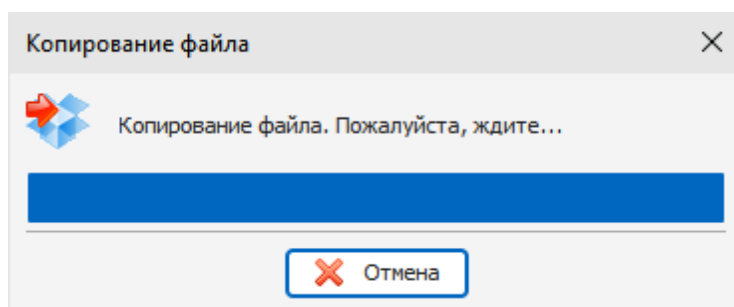 Копирование файла
Копирование файла. Пожалуйста, ждите...
Отмена